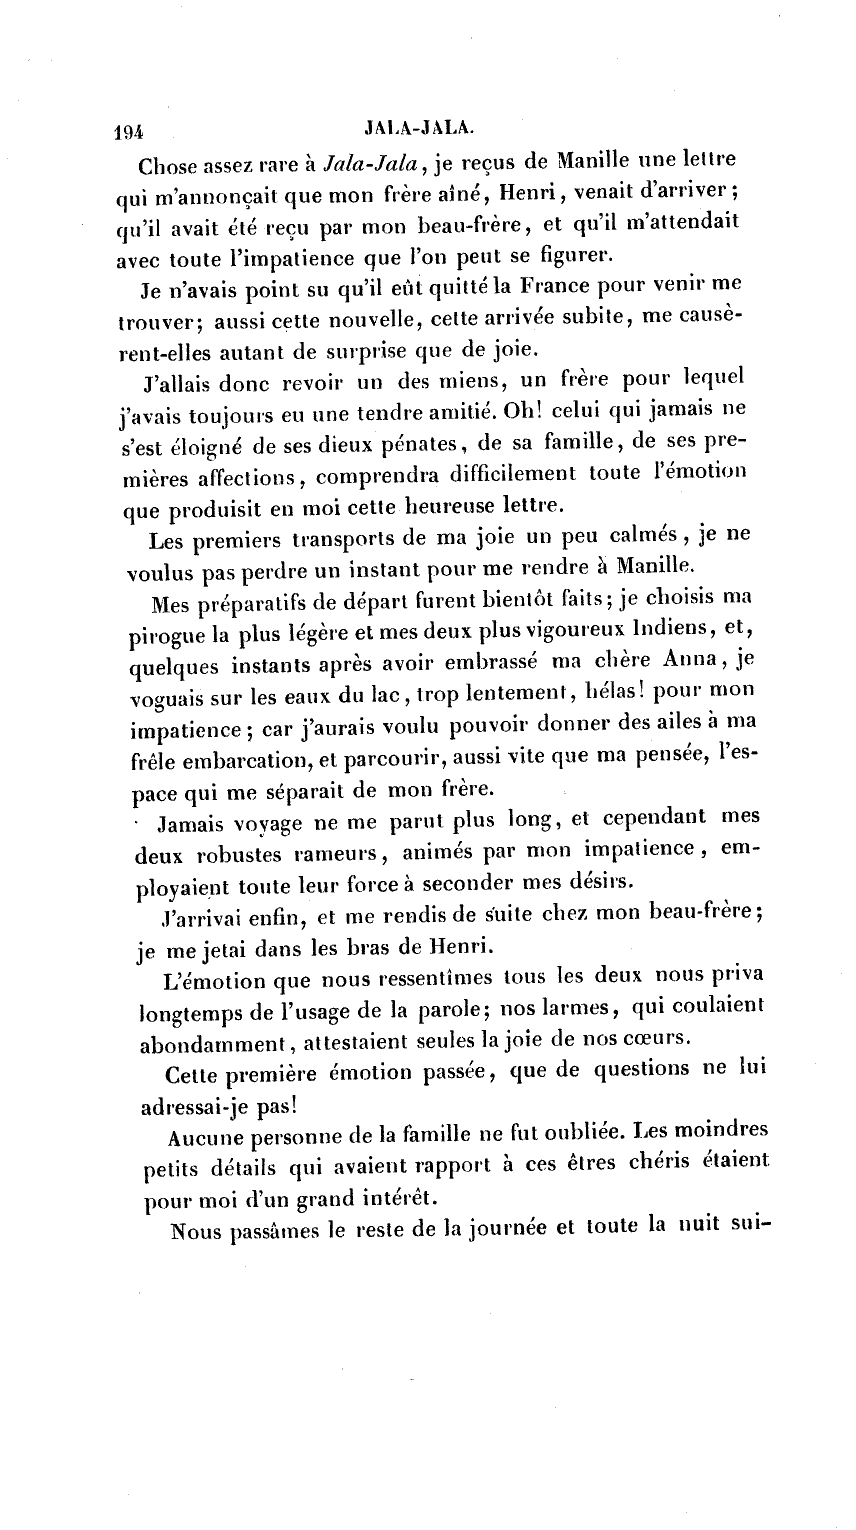 194 JALA-JALA.
Chose assez rare à Jala-Jala, je reçus de Manille une lettre
qui m'annonçait que mon frère aîné, Henri, venait d'arriver;
qu'il avait été reçu par mon beau-frère, et qu'il m'attendait
avec toute l'impatience que l'on peut se figurer.
Je n'avais point su qu'il eût quitté la France pour venir me
trouver; aussi cette nouvelle, cette arrivée subite, me causè-
rent-elles autant de surprise que de joie.
J'allais donc revoir un des miens, un frère pour lequel
j'avais toujours eu une tendre amitié. Oh! celui qui jamais ne
s'est éloigné de ses dieux pénates, de sa famille, de ses pre-
mières affections, comprendra difficilement toute l'émotion
que produisit en moi cette heureuse lettre.
Les premiers transports de ma joie un peu calmés, je ne
voulus pas perdre un instant pour me rendre à Manille.
Mes préparatifs de départ furent bientôt faits; je choisis ma
pirogue la plus légère et mes deux plus vigoureux Indiens, et,
quelques instants après avoir embrassé ma chère Anna, je
voguais sur les eaux du lac, trop lentement, hélas! pour mon
impatience; car j'aurais voulu pouvoir donner des ailes à ma
frêle embarcation, et parcourir, aussi vite que ma pensée, l'es-
pace qui me séparait de mon frère.
Jamais voyage ne me parut plus long, et cependant mes
deux robustes rameurs, animés par mon impatience, em-
ployaient toute leur force à seconder mes désirs.
J'arrivai enfin, et me rendis de suite chez mon beau-frère;
je me jetai dans les bras de Henri.
L'émotion que nous ressentîmes tous les deux nous priva
longtemps de l'usage de la parole; nos larmes, qui coulaient
abondamment, attestaient seules la joie de nos cœurs.
Cette première émotion passée, que de questions ne lui
adressai-je pas!
Aucune personne de la famille ne fut oubliée. Les moindres
petits détails qui avaient rapport à ces êtres chéris étaient
pour moi d'un grand intérêt.
Nous passâmes le reste de la journée et toute la nuit sui-